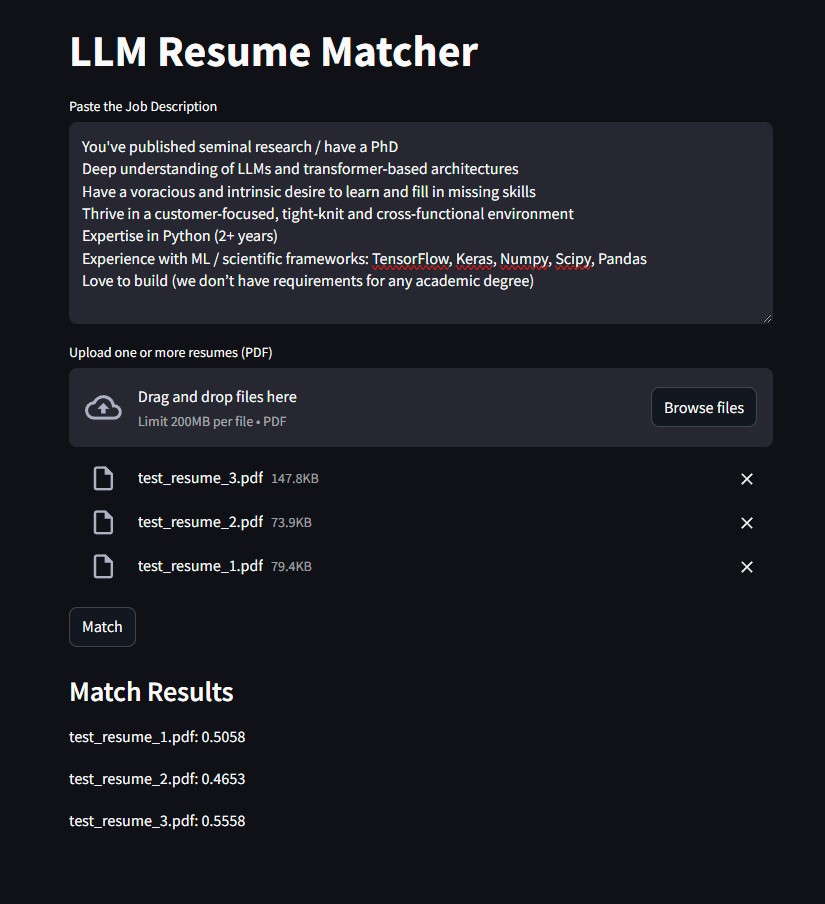 LLM Resume Matcher
Paste the Job Description
You've published seminal research / have a PhD
Deep understanding of LLMs and transformer-based architectures
Have a voracious and intrinsic desire to learn and fill in missing skills
Thrive in a customer-focused, tight-knit and cross-functional environment
Expertise in Python (2+ years)
Experience with ML / scientific frameworks: TensorFlow, Keras, Numpy, Scipy, Pandas
Love to build (we don’t have requirements for any academic degree)
Upload one or more resumes (PDF)
Drag and drop files here
Limit 200MB per file • PDF
Browse files
test_resume_3.pdf 147.8KB
test_resume_2.pdf 73.9KB
test_resume_1.pdf 79.4KB
Match
Match Results
test_resume_1.pdf: 0.5058
test_resume_2.pdf: 0.4653
test_resume_3.pdf: 0.5558